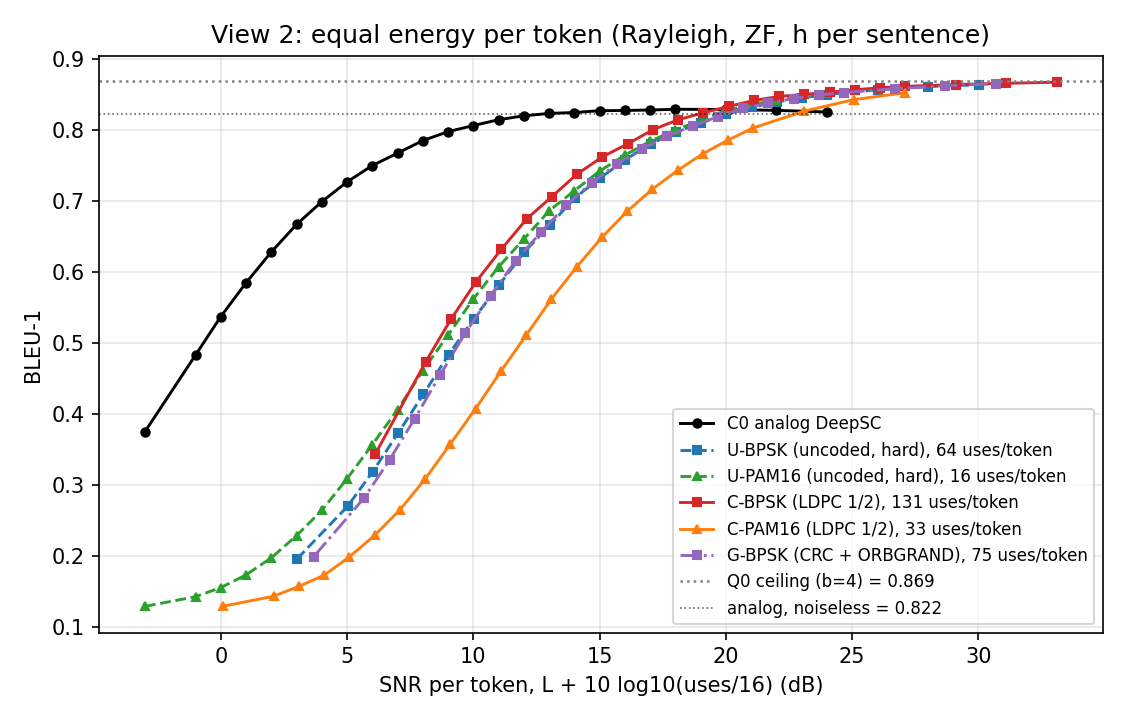 View 2: equal energy per token (Rayleigh, ZF, h per sentence)
BLEU-1
0.9
0.8
0.7
0.6
0.5
0.4
0.3
0.2
0.1
C0 analog DeepSC
U-BPSK (uncoded, hard), 64 uses/token
U-PAM16 (uncoded, hard), 16 uses/token
C-BPSK (LDPC 1/2), 131 uses/token
C-PAM16 (LDPC 1/2), 33 uses/token
G-BPSK (CRC + ORBGRAND), 75 uses/token
Q0 ceiling (b=4) = 0.869
analog, noiseless = 0.822
0 5 10 15 20 25 30
SNR per token, L + 10 log10(uses/16) (dB)